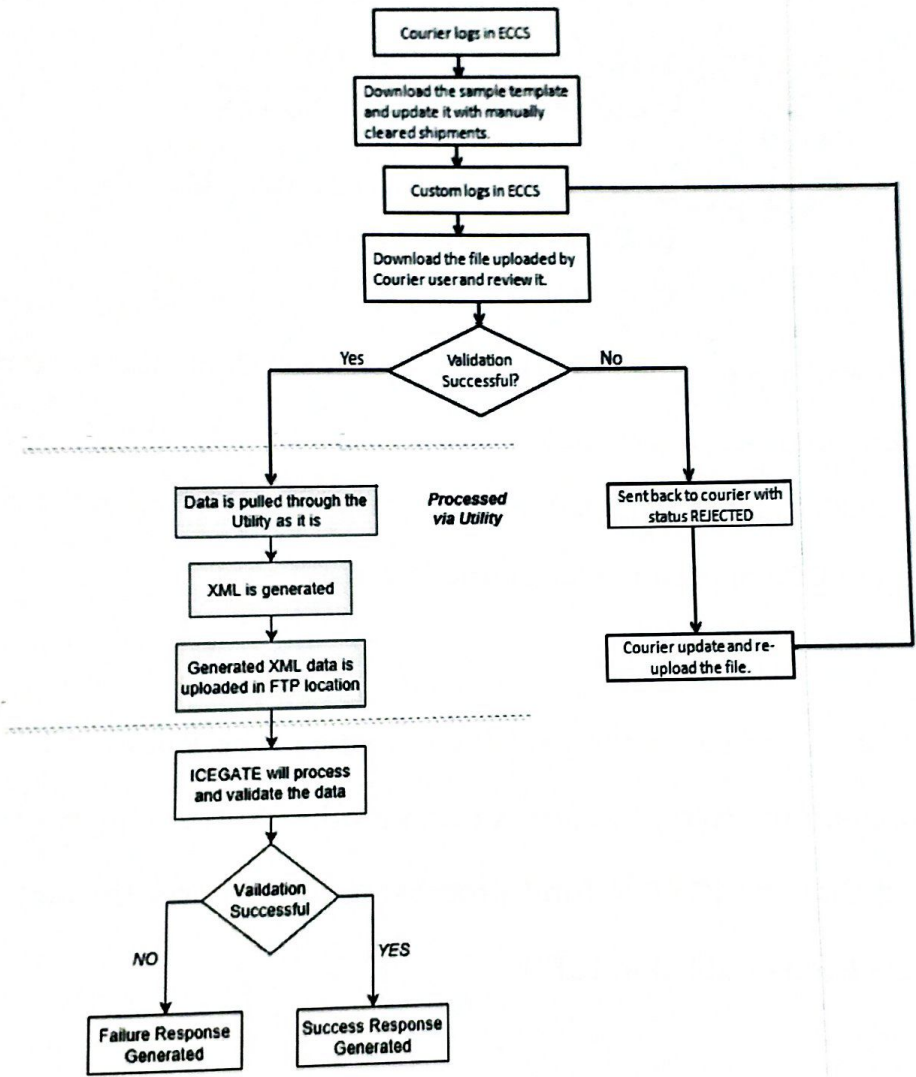 Courier logs in ECCS
Download the sample template
and update it with manually
cleared shipments.
Custom logs in ECCS
Download the file uploaded by
Courier user and review it.
Yes
Validation
Successful?
No
Data is pulled through the
Utility as it is
Processed
via Utility
Sent back to courier with
status REJECTED
XML is generated
Courier update and re-
upload the file.
Generated XML data is
uploaded in FTP location
ICEGATE will process
and validate the data
Vaildation
Successful
NO
YES
Failure Response
Generated
Success Response
Generated